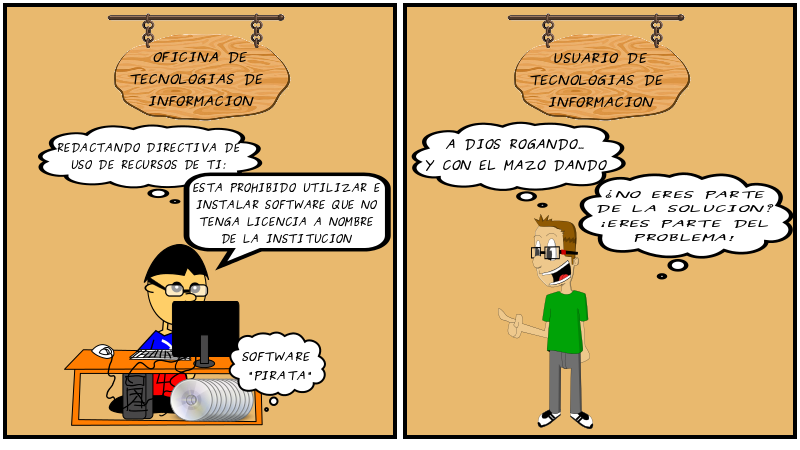 OFICINA DE
TECNOLOGIAS DE
INFORMACION
REDACTANDO DIRECTIVA DE
USO DE RECURSOS DE TI:
ESTA PROHIBIDO UTILIZAR E
INSTALAR SOFTWARE QUE NO
TENGA LICENCIA A NOMBRE
DE LA INSTITUCION
SOFTWARE
"PIRATA"
USUARIO DE
TECNOLOGIAS DE
INFORMACION
A DIOS ROGANDO...
Y CON EL MAZO DANDO
¿NO ERES PARTE
DE LA SOLUCION?
¡ERES PARTE DEL
PROBLEMA!